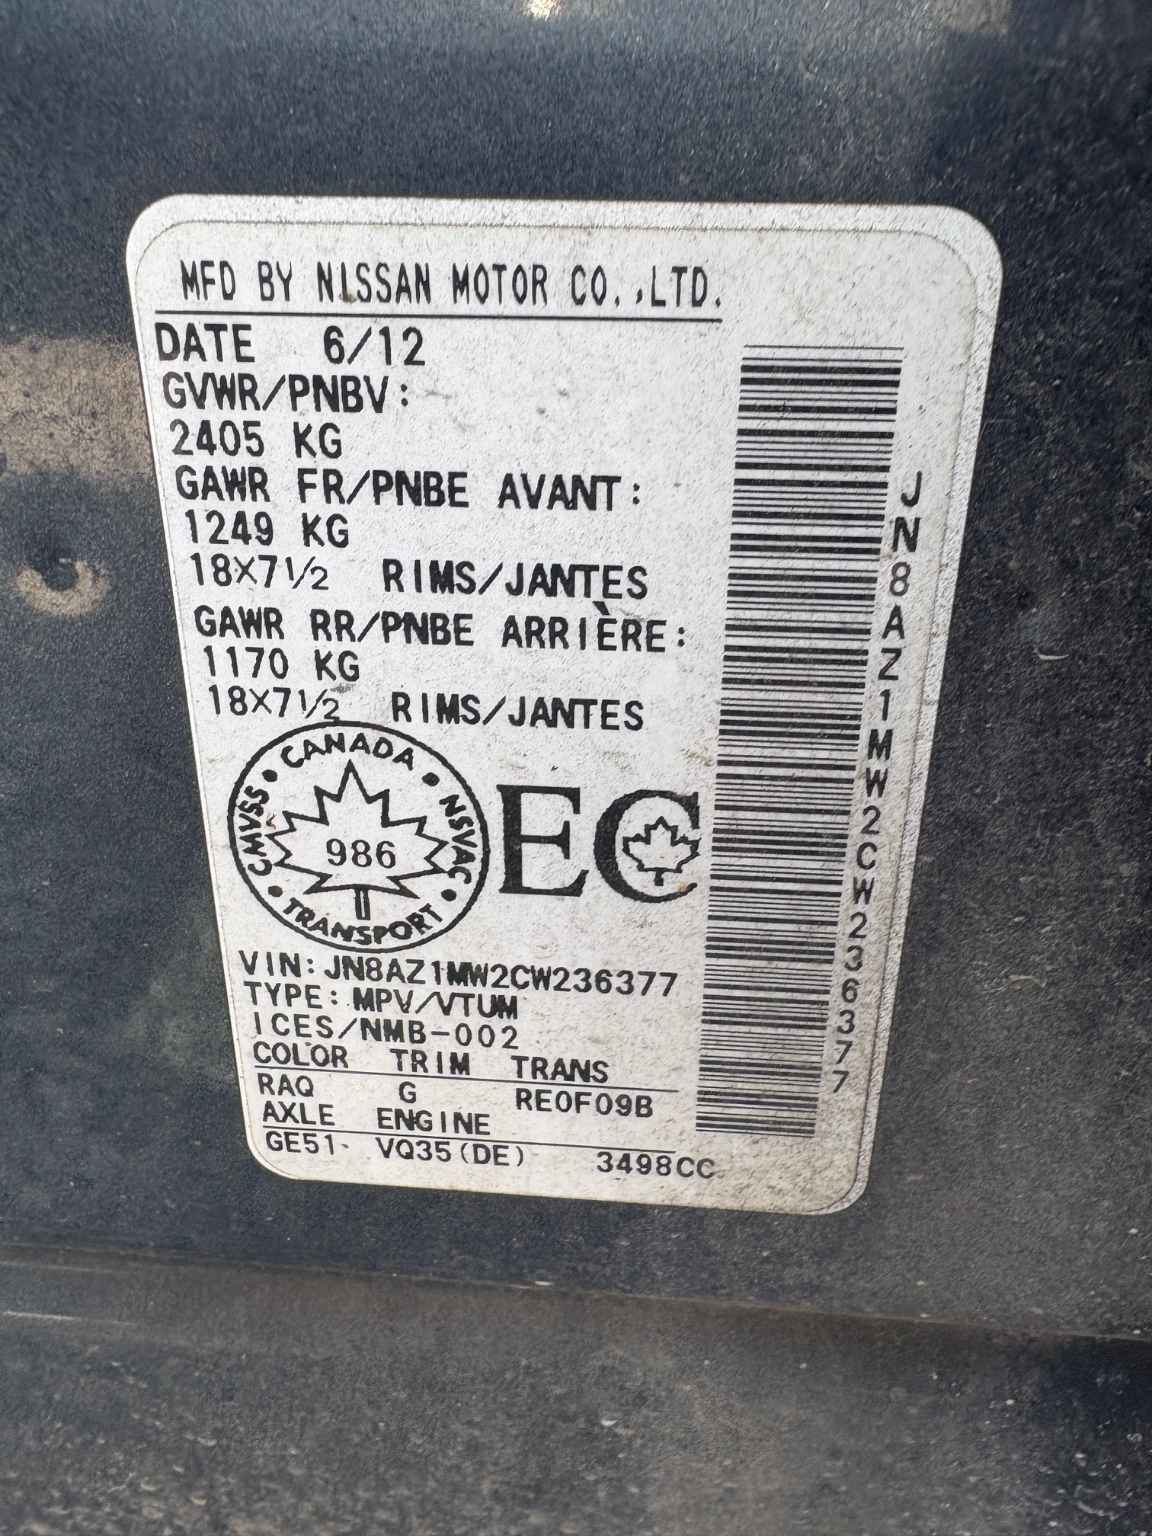 MFD BY NISSAN MOTOR CO.,LTD.
DATE 6/12
GVWR/PNBV:
2405 KG
GAWR FR/PNBE AVANT:
1249 KG
18X7½ RIMS/JANTES
GAWR RR/PNBE ARRIÈRE:
1170 KG
18X7½ RIMS/JANTES
CANADA
CMVSS
NSVAC
986
TRANSPORT
EC
VIN: JN8AZ1MW2CW236377
TYPE: MPV/VTUM
ICES/NMB-002
COLOR TRIM TRANS
RAQ G RE0F09B
AXLE ENGINE
GE51 VQ35(DE) 3498CC
JN8AZ1MW2CW236377